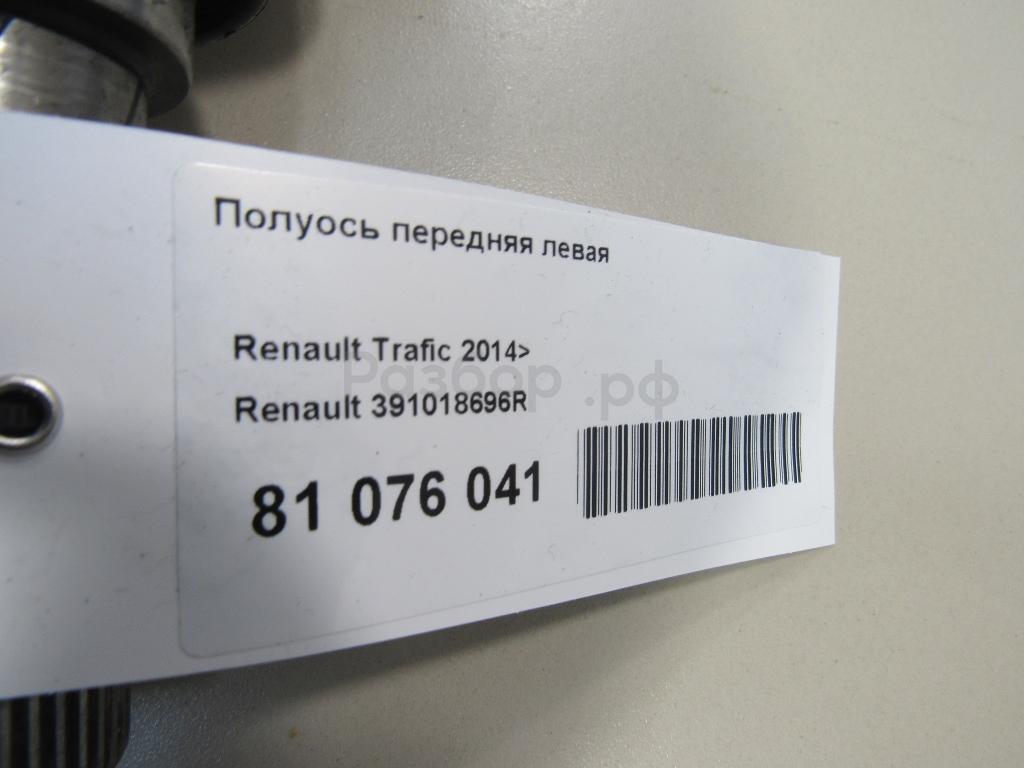 Полуось передняя левая
Renault Trafic 2014>
Разбор.рф
Renault 391018696R
81 076 041